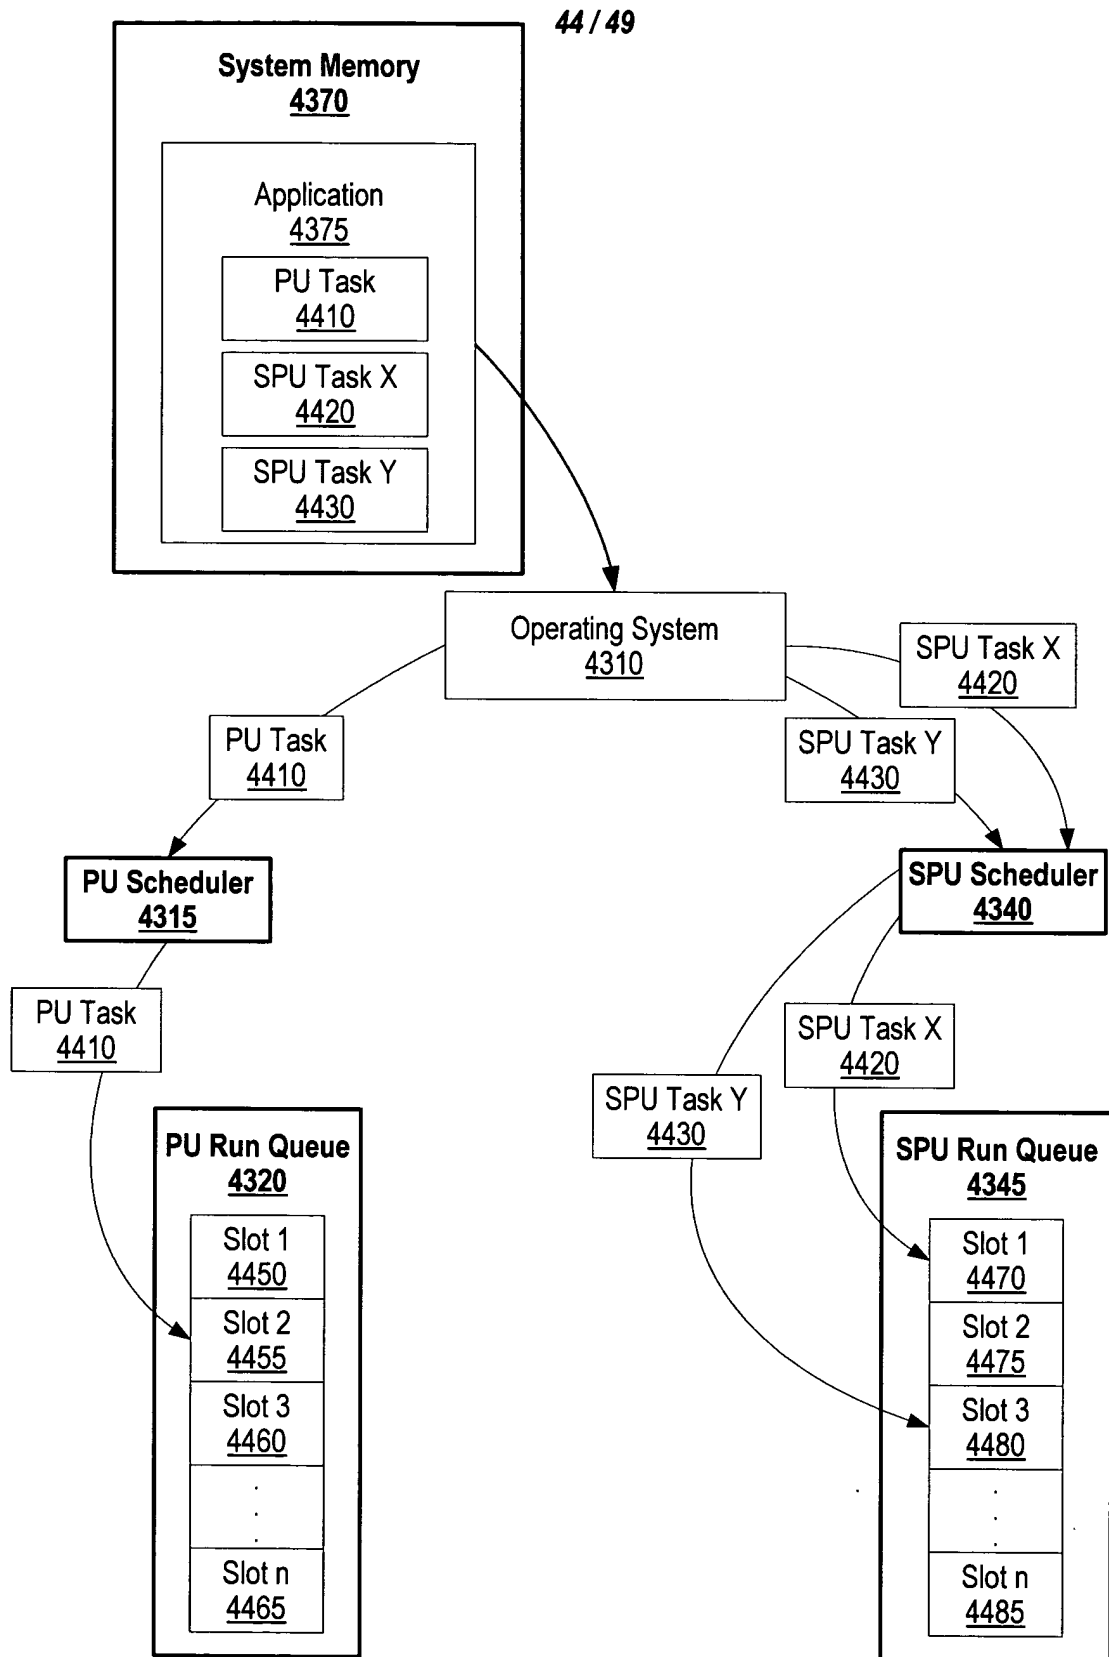 44 / 49
System Memory
4370
Application
4375
PU Task
4410
SPU Task X
4420
SPU Task Y
4430
Operating System
4310
SPU Task X
4420
PU Task
4410
SPU Task Y
4430
PU Scheduler
4315
SPU Scheduler
4340
PU Task
4410
SPU Task X
4420
SPU Task Y
4430
PU Run Queue
4320
Slot 1
4450
Slot 2
4455
Slot 3
4460
.
.
.
Slot n
4465
SPU Run Queue
4345
Slot 1
4470
Slot 2
4475
Slot 3
4480
.
.
.
Slot n
4485